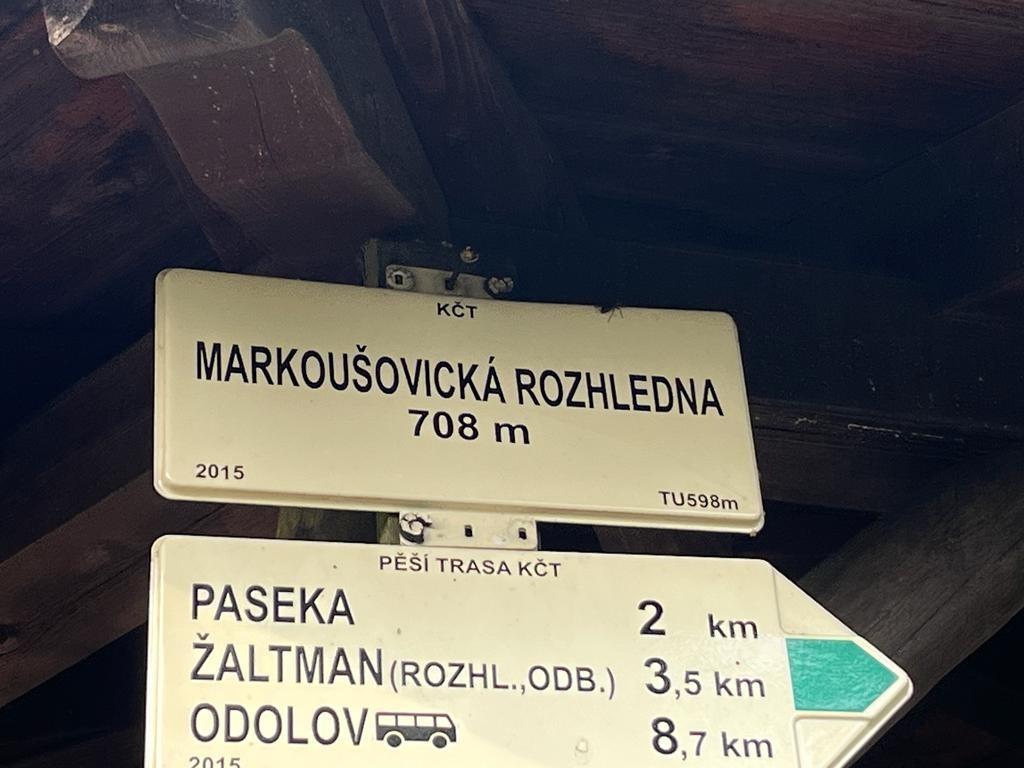 KČT
MARKOUŠOVICKÁ ROZHLEDNA
708 m
2015 TU598m
PĚŠÍ TRASA KČT
PASEKA 2 km
ŽALTMAN (ROZHL.,ODB.) 3,5 km
ODOLOV 8,7 km
2015